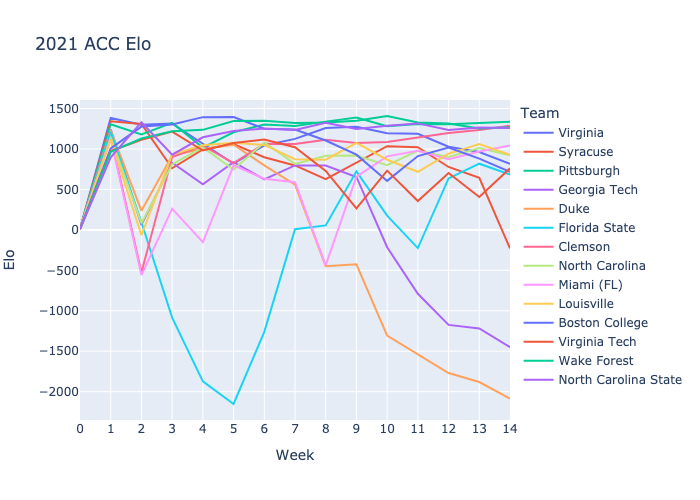 2021 ACC Elo
Elo
1500
1000
500
0
−500
−1000
−1500
−2000
0 1 2 3 4 5 6 7 8 9 10 11 12 13 14
Week
Team
Virginia
Syracuse
Pittsburgh
Georgia Tech
Duke
Florida State
Clemson
North Carolina
Miami (FL)
Louisville
Boston College
Virginia Tech
Wake Forest
North Carolina State